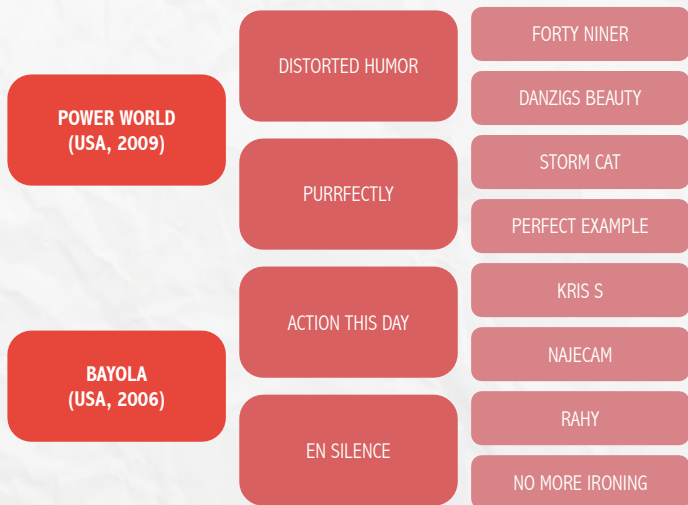 POWER WORLD
(USA, 2009)
BAYOLA
(USA, 2006)
DISTORTED HUMOR
PURRFECTLY
ACTION THIS DAY
EN SILENCE
FORTY NINER
DANZIGS BEAUTY
STORM CAT
PERFECT EXAMPLE
KRIS S
NAJECAM
RAHY
NO MORE IRONING